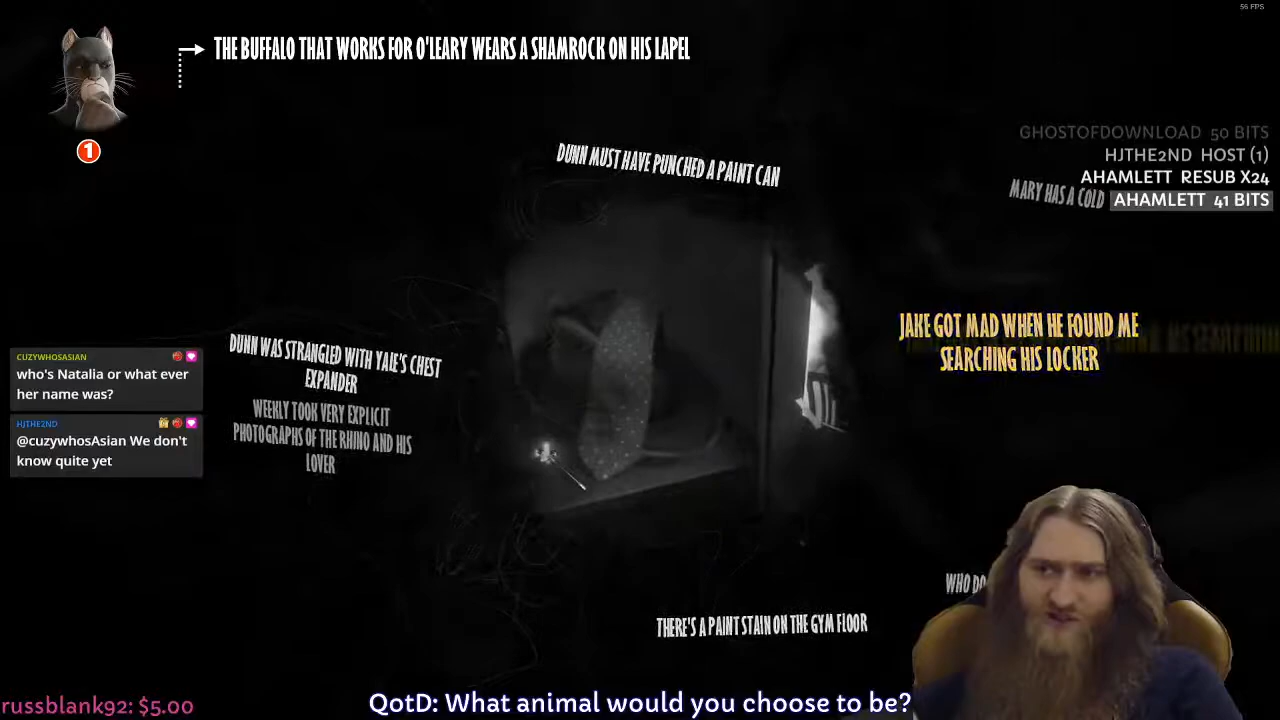 56 FPS
THE BUFFALO THAT WORKS FOR O'LEARY WEARS A SHAMROCK ON HIS LAPEL
1
DUNN MUST HAVE PUNCHED A PAINT CAN
GHOSTOFDOWNLOAD 50 BITS
HJTHE2ND HOST (1)
AHAMLETT RESUB X24
MARY HAS A COLD
AHAMLETT 41 BITS
JAKE GOT MAD WHEN HE FOUND ME
SEARCHING HIS LOCKER
DUNN WAS STRANGLED WITH YALE'S CHEST
EXPANDER
WEEKLY TOOK VERY EXPLICIT
PHOTOGRAPHS OF THE RHINO AND HIS
LOVER
CUZYWHOSASIAN
who's Natalia or what ever
her name was?
HJTHE2ND
@cuzywhosAsian We don't
know quite yet
WHO DO
THERE'S A PAINT STAIN ON THE GYM FLOOR
russblank92: $5.00
QotD: What animal would you choose to be?